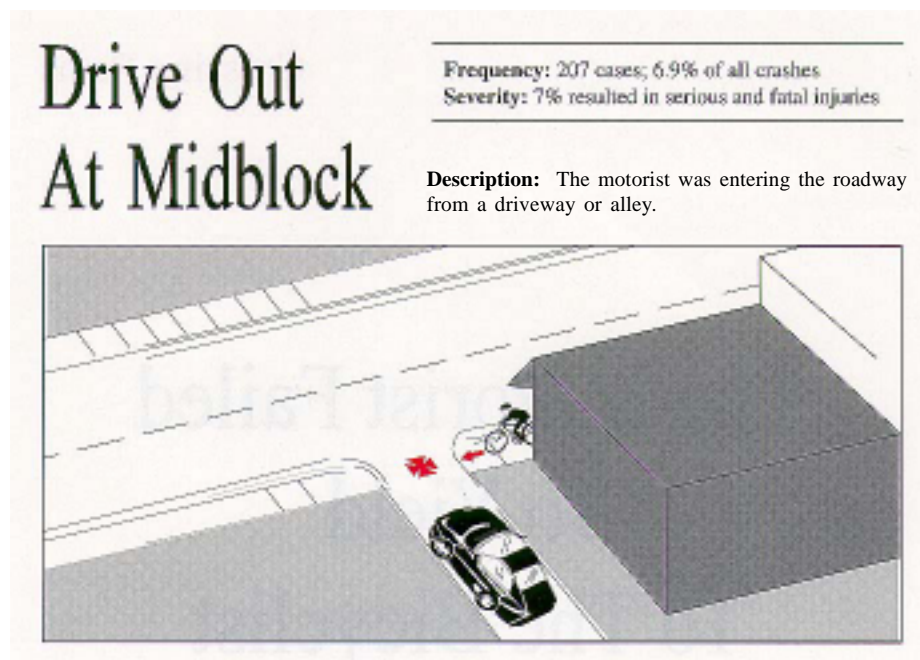 Drive Out
At Midblock
Frequency: 207 cases; 6.9% of all crashes
Severity: 7% resulted in serious and fatal injuries
Description: The motorist was entering the roadway
from a driveway or alley.